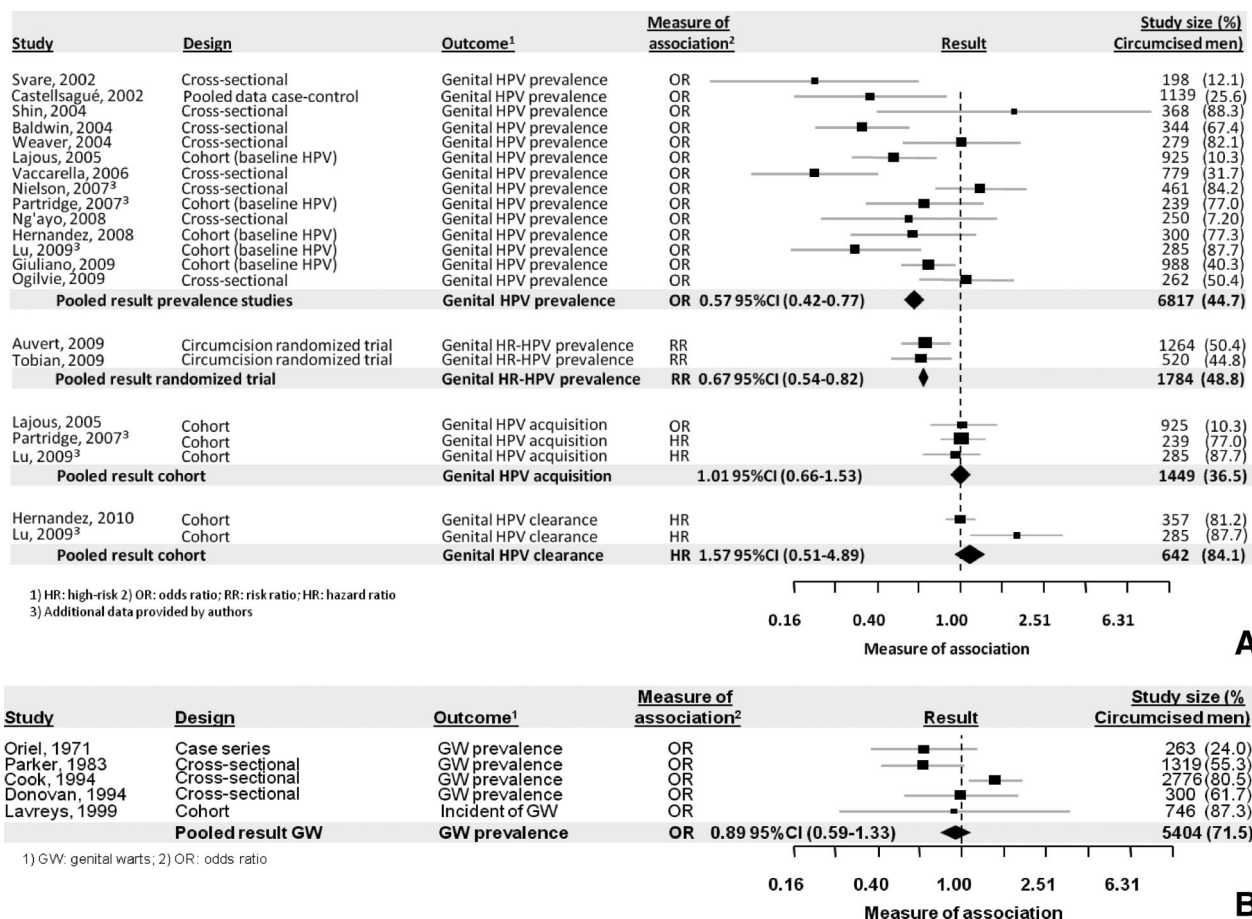 Measure of Study size (%)
Study Design Outcome1 association2 Result Circumcised men)
Svare, 2002 Cross-sectional Genital HPV prevalence OR 198 (12.1)
Castellsagué, 2002 Pooled data case-control Genital HPV prevalence OR 1139 (25.6)
Shin, 2004 Cross-sectional Genital HPV prevalence OR 368 (88.3)
Baldwin, 2004 Cross-sectional Genital HPV prevalence OR 344 (67.4)
Weaver, 2004 Cross-sectional Genital HPV prevalence OR 279 (82.1)
Lajous, 2005 Cohort (baseline HPV) Genital HPV prevalence OR 925 (10.3)
Vaccarella, 2006 Cross-sectional Genital HPV prevalence OR 779 (31.7)
Nielson, 2007³ Cross-sectional Genital HPV prevalence OR 461 (84.2)
Partridge, 2007³ Cohort (baseline HPV) Genital HPV prevalence OR 239 (77.0)
Ng'ayo, 2008 Cross-sectional Genital HPV prevalence OR 250 (7.20)
Hernandez, 2008 Cohort (baseline HPV) Genital HPV prevalence OR 300 (77.3)
Lu, 2009³ Cohort (baseline HPV) Genital HPV prevalence OR 285 (87.7)
Giuliano, 2009 Cohort (baseline HPV) Genital HPV prevalence OR 988 (40.3)
Ogilvie, 2009 Cross-sectional Genital HPV prevalence OR 262 (50.4)
Pooled result prevalence studies Genital HPV prevalence OR 0.57 95%CI (0.42-0.77) 6817 (44.7)
Auvert, 2009 Circumcision randomized trial Genital HR-HPV prevalence RR 1264 (50.4)
Tobian, 2009 Circumcision randomized trial Genital HR-HPV prevalence RR 520 (44.8)
Pooled result randomized trial Genital HR-HPV prevalence RR 0.67 95%CI (0.54-0.82) 1784 (48.8)
Lajous, 2005 Cohort Genital HPV acquisition OR 925 (10.3)
Partridge, 2007³ Cohort Genital HPV acquisition HR 239 (77.0)
Lu, 2009³ Cohort Genital HPV acquisition HR 285 (87.7)
Pooled result cohort Genital HPV acquisition 1.01 95%CI (0.66-1.53) 1449 (36.5)
Hernandez, 2010 Cohort Genital HPV clearance HR 357 (81.2)
Lu, 2009³ Cohort Genital HPV clearance HR 285 (87.7)
Pooled result cohort Genital HPV clearance HR 1.57 95%CI (0.51-4.89) 642 (84.1)
1) HR: high-risk 2) OR: odds ratio; RR: risk ratio; HR: hazard ratio
3) Additional data provided by authors
0.16 0.40 1.00 2.51 6.31
Measure of association
A
Measure of Study size (%
Study Design Outcome1 association2 Result Circumcised men)
Oriel, 1971 Case series GW prevalence OR 263 (24.0)
Parker, 1983 Cross-sectional GW prevalence OR 1319 (55.3)
Cook, 1994 Cross-sectional GW prevalence OR 2776 (80.5)
Donovan, 1994 Cross-sectional GW prevalence OR 300 (61.7)
Lavreys, 1999 Cohort Incident of GW OR 746 (87.3)
Pooled result GW GW prevalence OR 0.89 95%CI (0.59-1.33) 5404 (71.5)
1) GW: genital warts; 2) OR: odds ratio
0.16 0.40 1.00 2.51 6.31
Measure of association
B